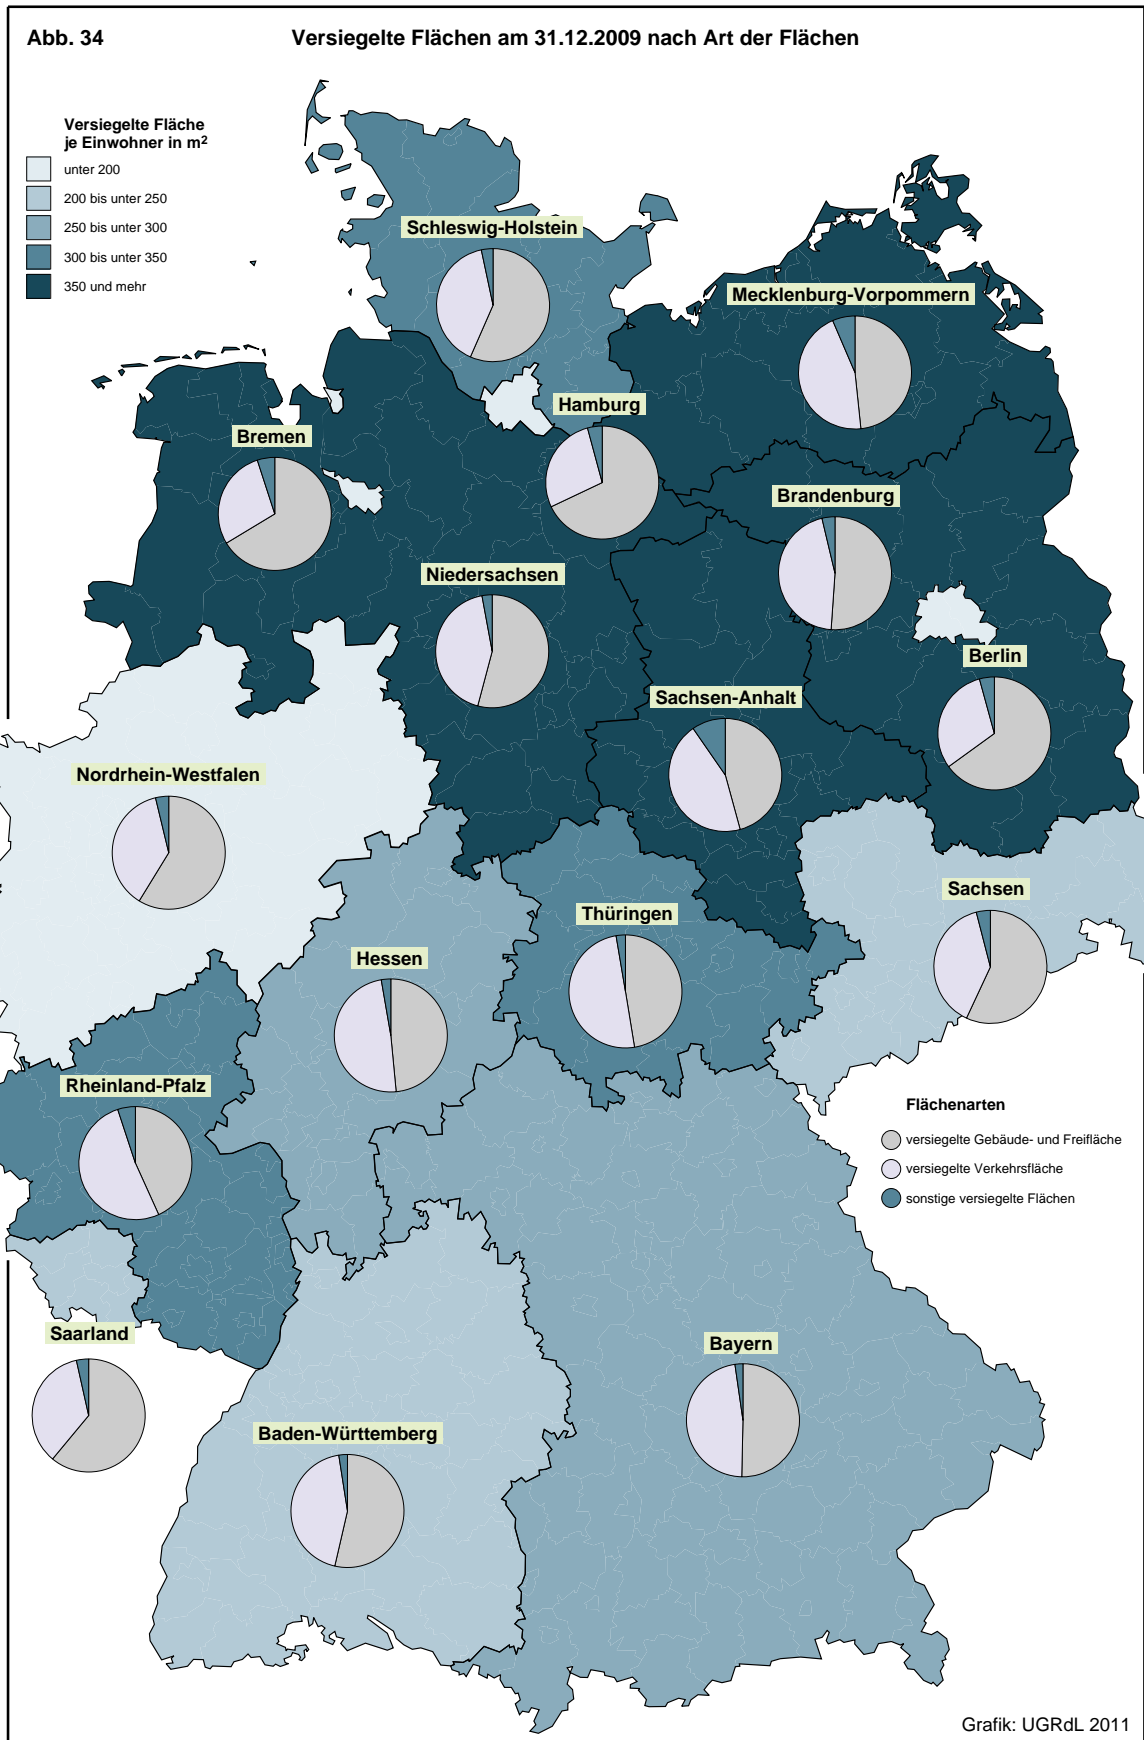 Abb. 34
Versiegelte Flächen am 31.12.2009 nach Art der Flächen
Versiegelte Fläche
je Einwohner in m²
unter 200
200 bis unter 250
250 bis unter 300
300 bis unter 350
350 und mehr
Schleswig-Holstein
Mecklenburg-Vorpommern
Hamburg
Bremen
Brandenburg
Niedersachsen
Berlin
Sachsen-Anhalt
Nordrhein-Westfalen
Sachsen
Thüringen
Hessen
Rheinland-Pfalz
Flächenarten
versiegelte Gebäude- und Freifläche
versiegelte Verkehrsfläche
sonstige versiegelte Flächen
Saarland
Bayern
Baden-Württemberg
Grafik: UGRdL 2011